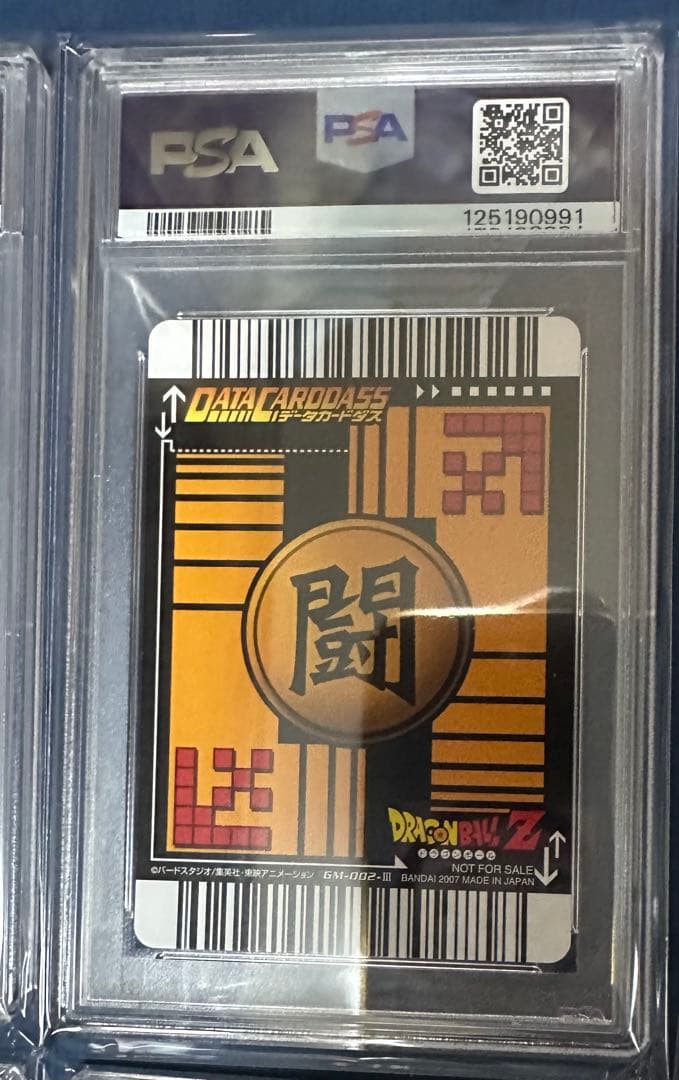 PSA
PSA
125190991
DATA CARDDASS
データカードダス
闘
DRAGON BALL Z
ドラゴンボール
NOT FOR SALE
©バードスタジオ/集英社・東映アニメーション GM-002-III BANDAI 2007 MADE IN JAPAN